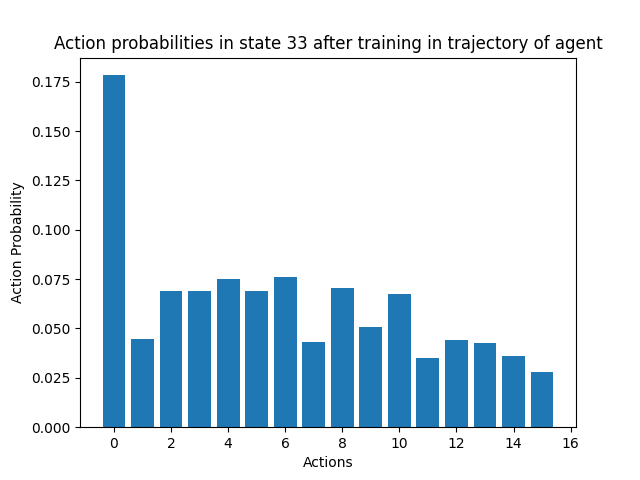 Action probabilities in state 33 after training in trajectory of agent
0.175
0.150
0.125
0.100
0.075
0.050
0.025
0.000
Action Probability
0 2 4 6 8 10 12 14 16
Actions